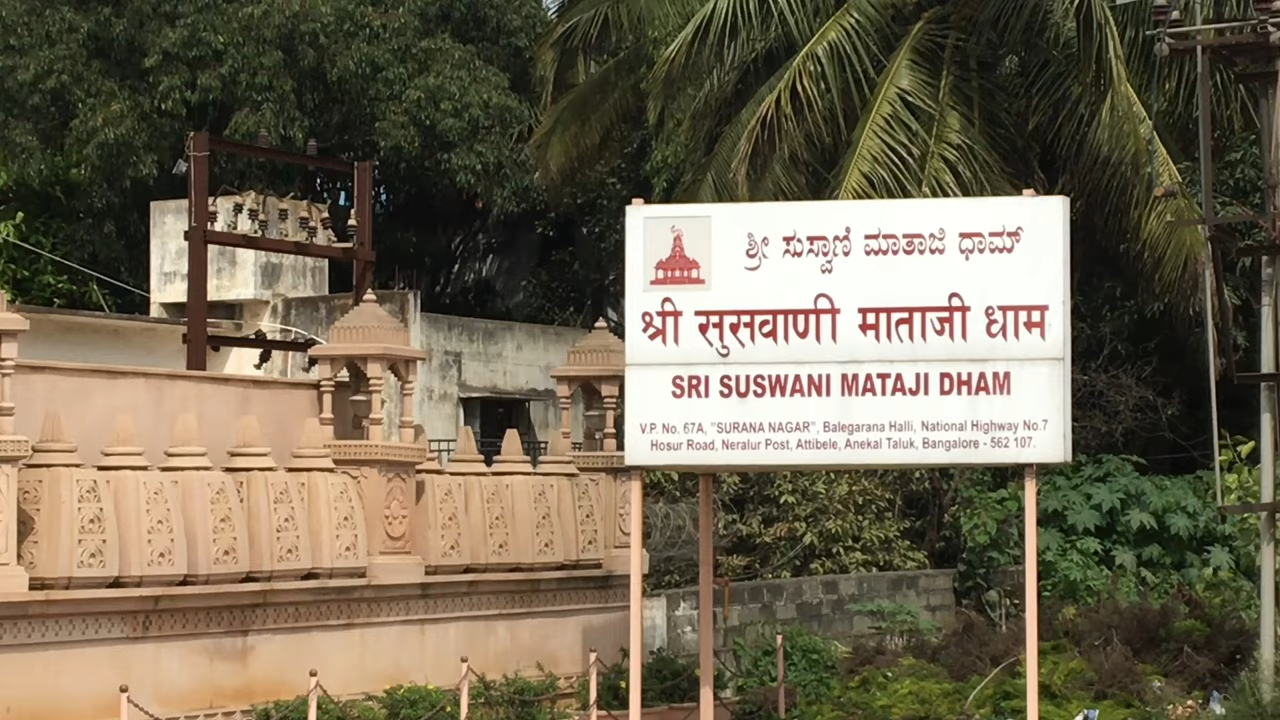 ಶ್ರೀ ಸುಸ್ವಾಣಿ ಮಾತಾಜಿ ಧಾಮ್
श्री सुसवाणी माताजी धाम
SRI SUSWANI MATAJI DHAM
V.P. No. 67A, "SURANA NAGAR", Balegarana Halli, National Highway No.7
Hosur Road, Neralur Post, Attibele, Anekal Taluk, Bangalore - 562 107.